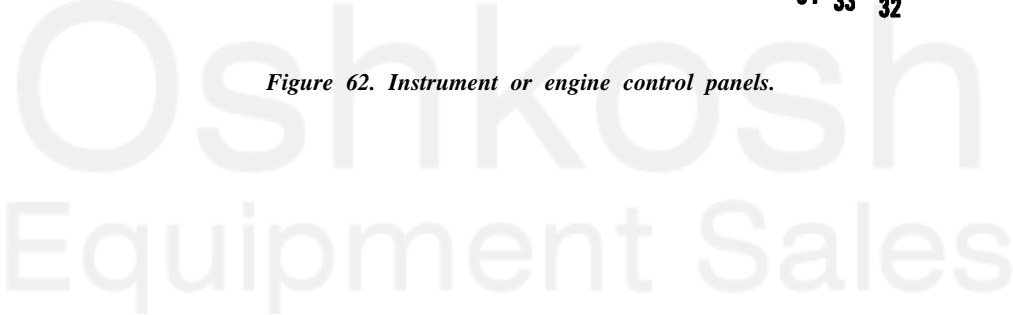 33 32
Figure 62. Instrument or engine control panels.
Oshkosh
Equipment Sales